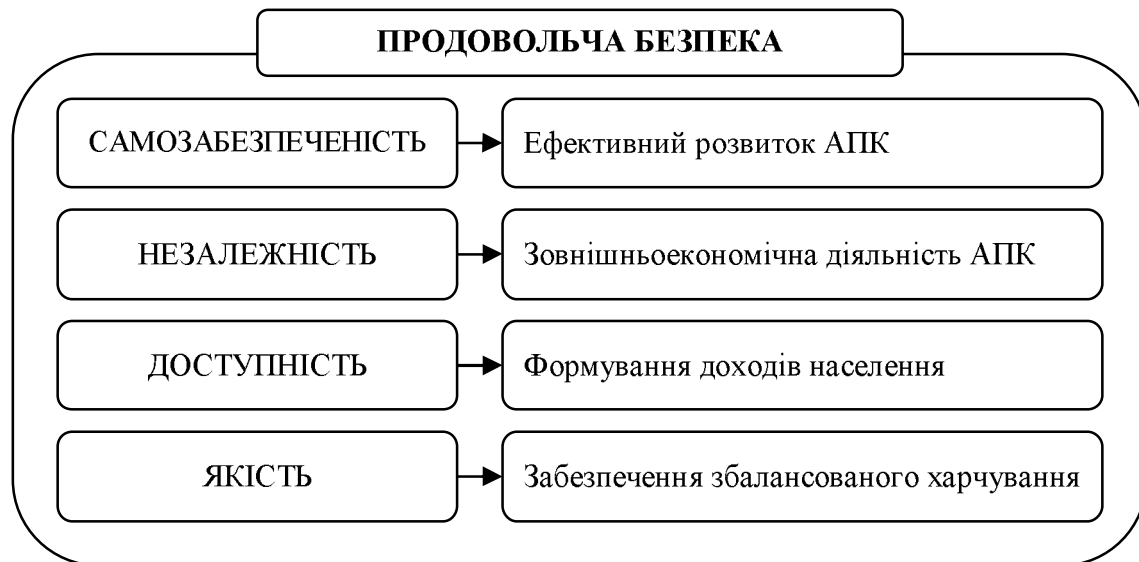 ПРОДОВОЛЬЧА БЕЗПЕКА
САМОЗАБЕЗПЕЧЕНІСТЬ
Ефективний розвиток АПК
НЕЗАЛЕЖНІСТЬ
Зовнішньоекономічна діяльність АПК
ДОСТУПНІСТЬ
Формування доходів населення
ЯКІСТЬ
Забезпечення збалансованого харчування